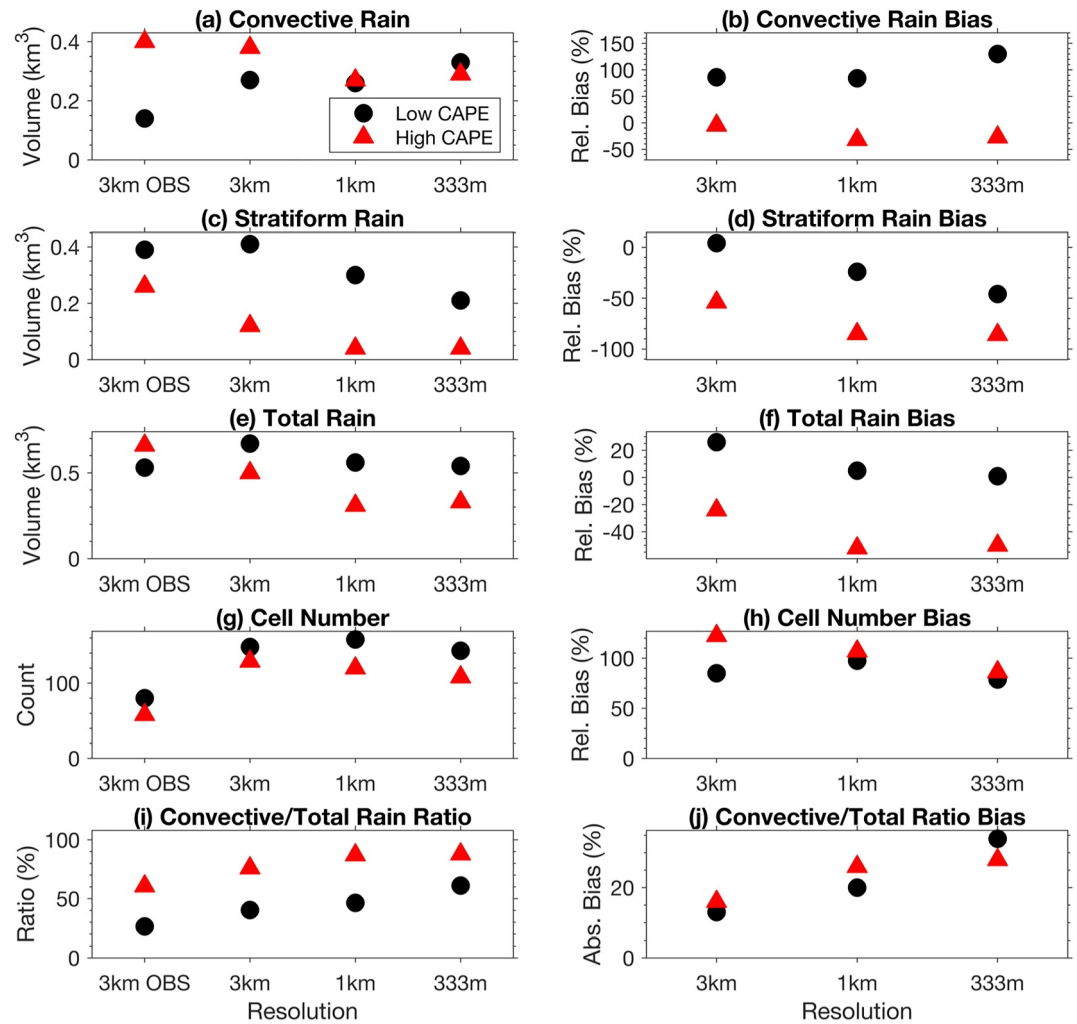 (a) Convective Rain
Volume (km³)
0.4
0.2
0
3km OBS 3km 1km 333m
Low CAPE
High CAPE
(b) Convective Rain Bias
Rel. Bias (%)
150
100
50
0
-50
3km 1km 333m
(c) Stratiform Rain
Volume (km³)
0.4
0.2
0
3km OBS 3km 1km 333m
(d) Stratiform Rain Bias
Rel. Bias (%)
0
-50
-100
3km 1km 333m
(e) Total Rain
Volume (km³)
0.5
0
3km OBS 3km 1km 333m
(f) Total Rain Bias
Rel. Bias (%)
20
0
-20
-40
3km 1km 333m
(g) Cell Number
Count
100
0
3km OBS 3km 1km 333m
(h) Cell Number Bias
Rel. Bias (%)
100
50
0
3km 1km 333m
(i) Convective/Total Rain Ratio
Ratio (%)
100
50
0
3km OBS 3km 1km 333m
Resolution
(j) Convective/Total Ratio Bias
Abs. Bias (%)
20
0
3km 1km 333m
Resolution